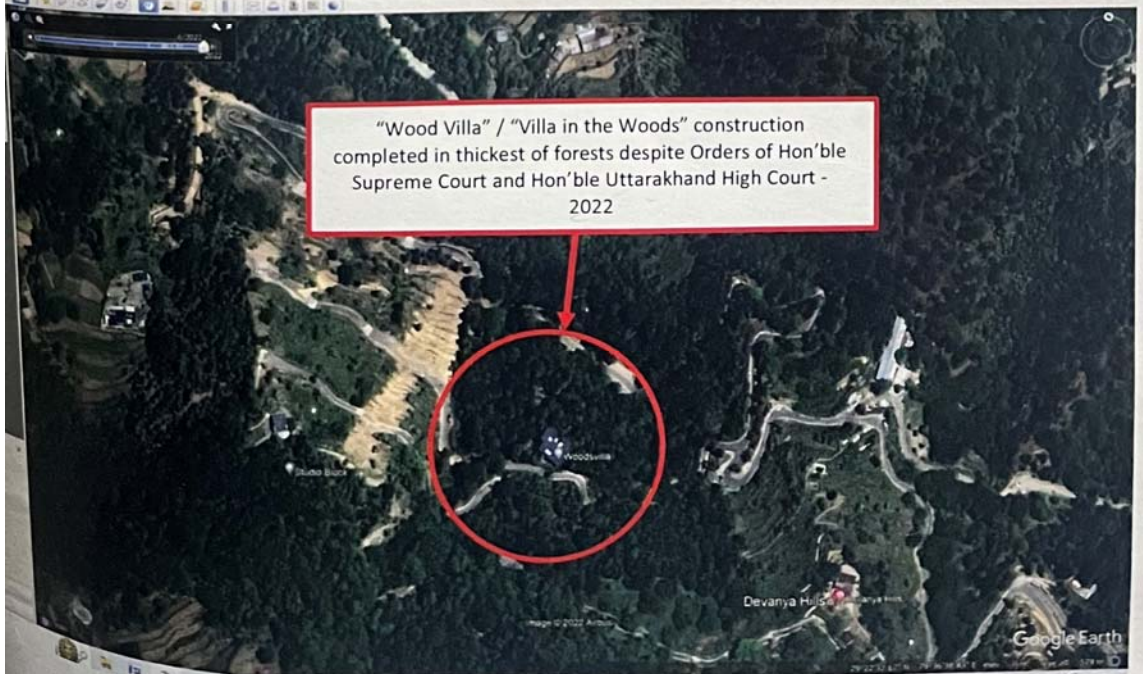 2022
"Wood Villa" / "Villa in the Woods" construction
completed in thickest of forests despite Orders of Hon'ble
Supreme Court and Hon'ble Uttarakhand High Court -
2022
Woodsvilla
Studio Block
Devanya Hills
Image © 2022 Airbus
Google Earth